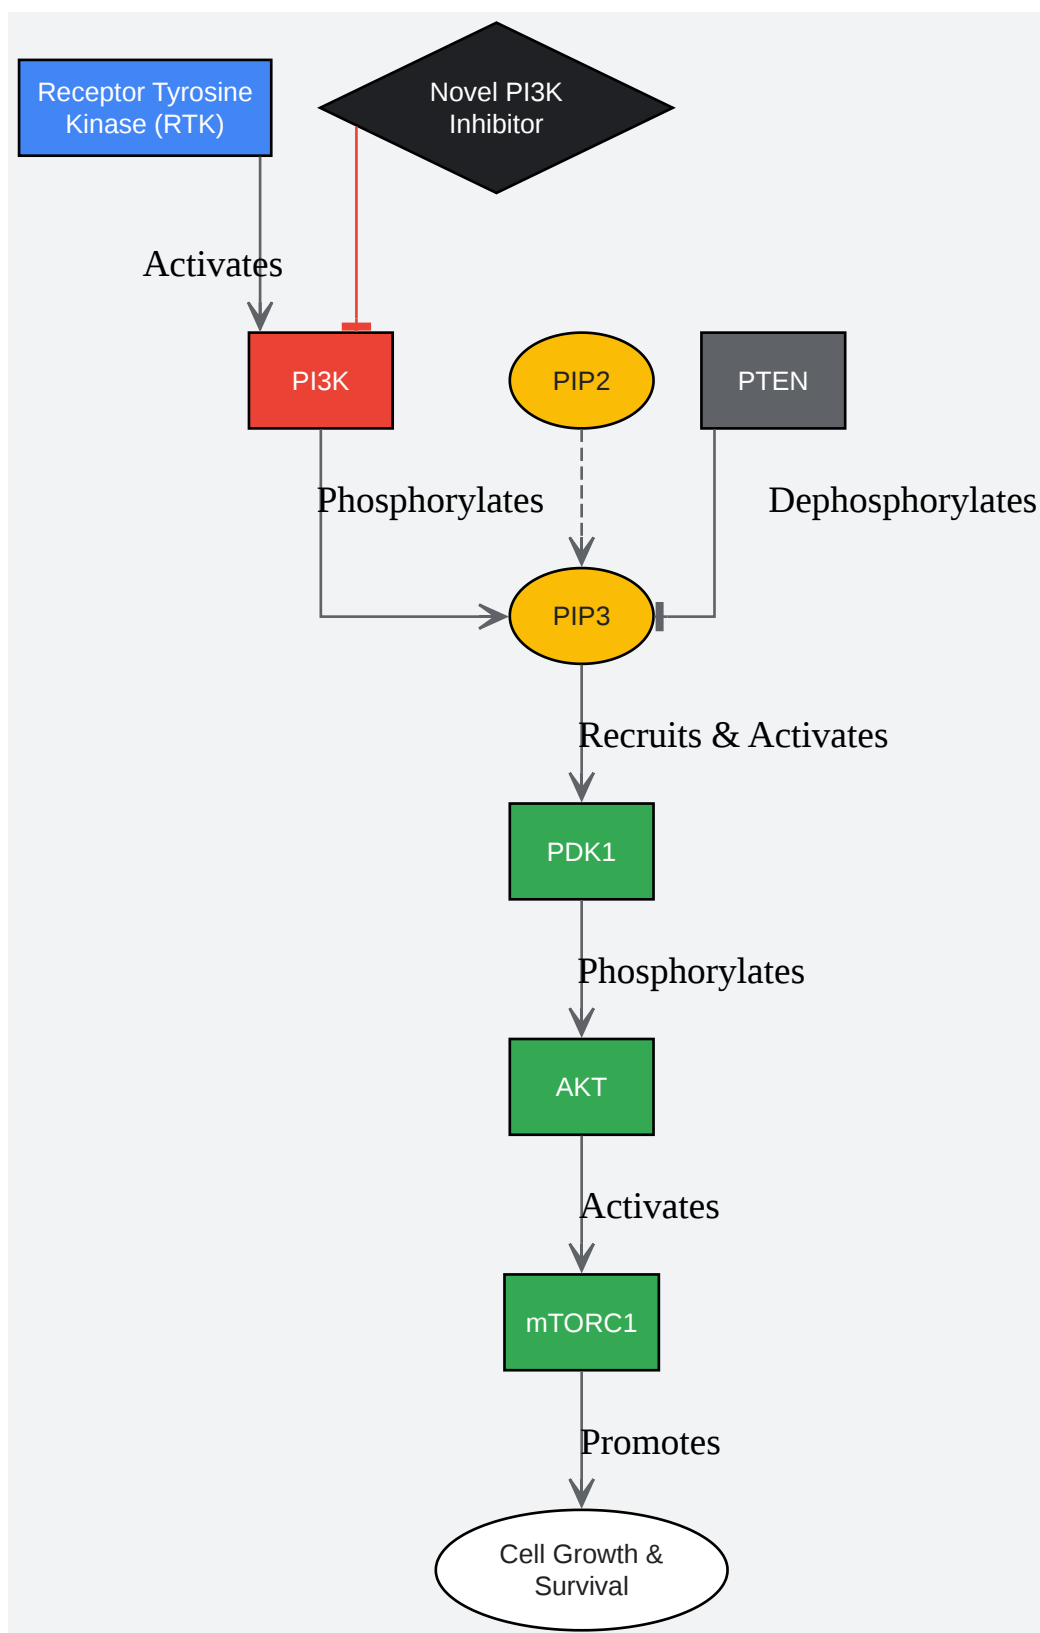 Receptor Tyrosine
Kinase (RTK)
Novel PI3K
Inhibitor
Activates
PI3K
PIP2
PTEN
Phosphorylates
Dephosphorylates
PIP3
Recruits & Activates
PDK1
Phosphorylates
AKT
Activates
mTORC1
Promotes
Cell Growth &
Survival